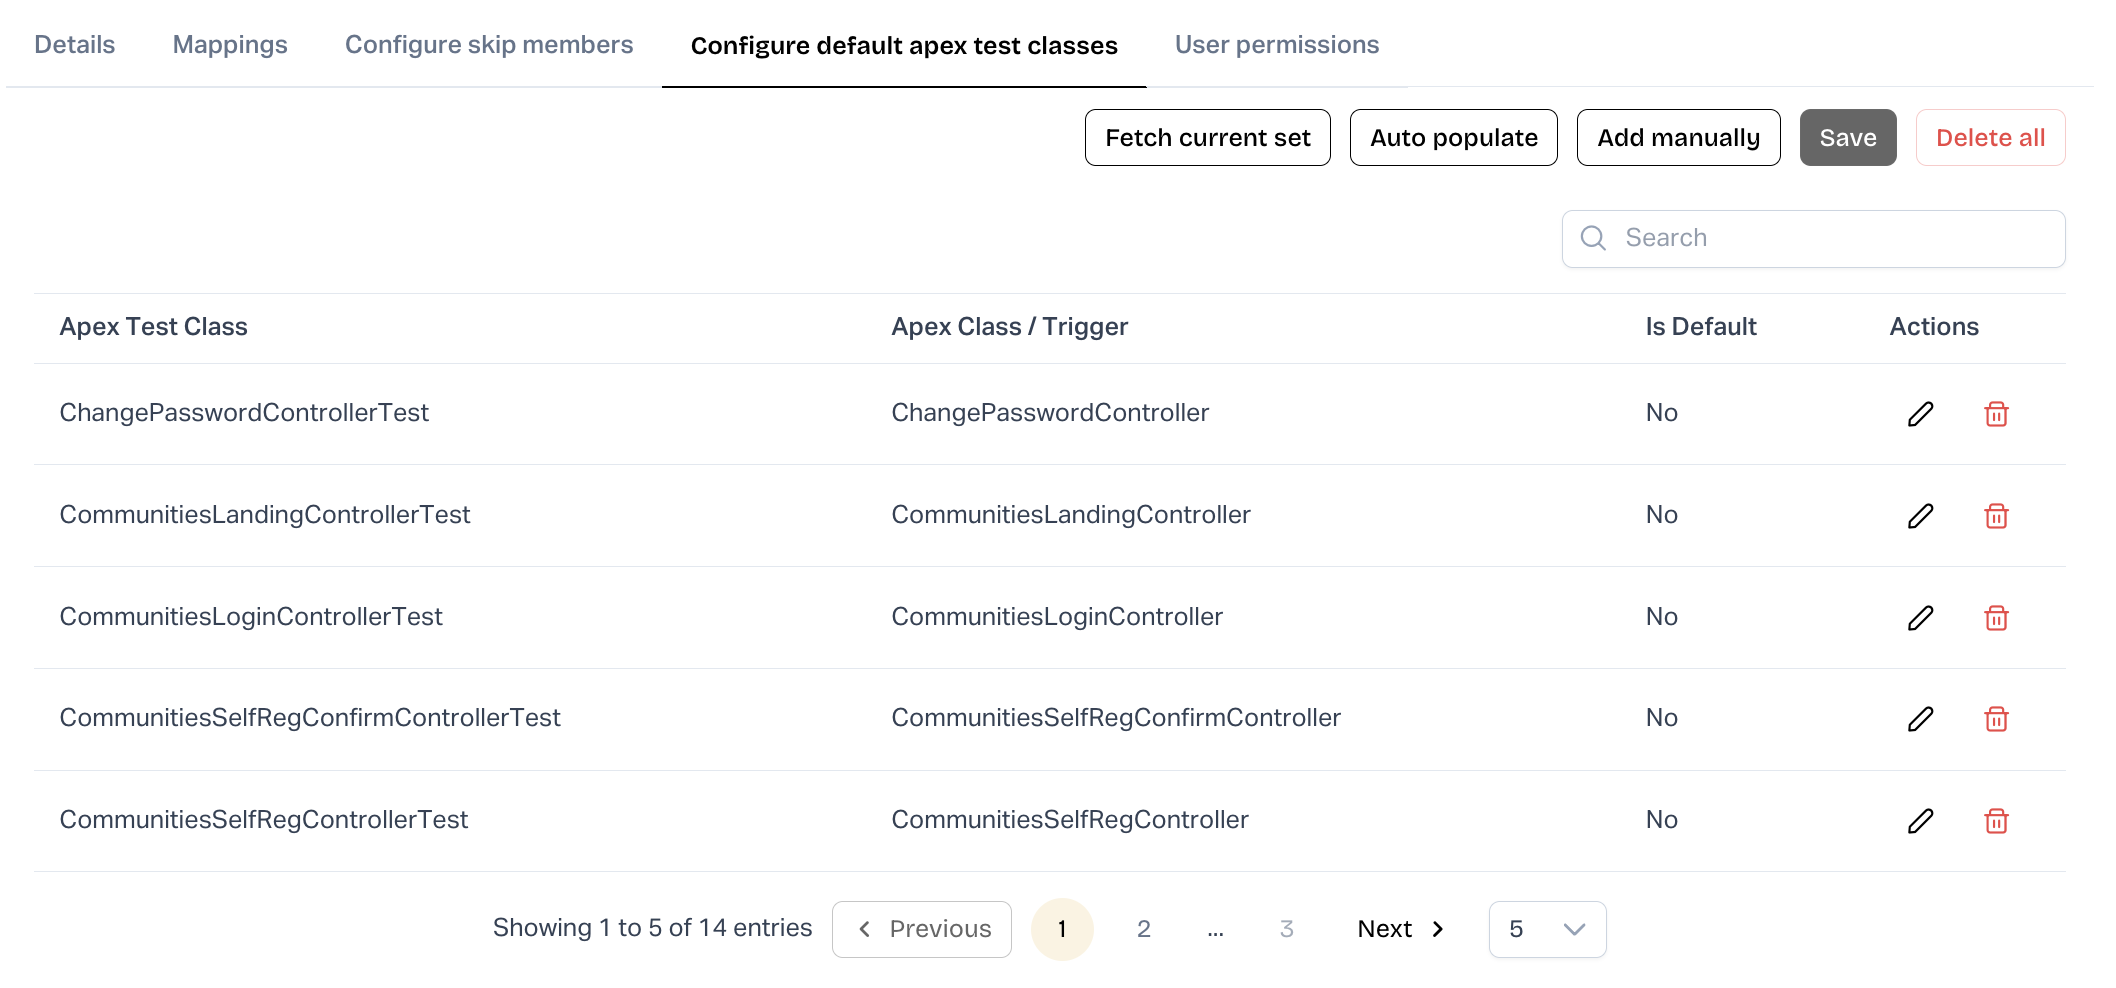 Details Mappings Configure skip members Configure default apex test classes User permissions
Fetch current set Auto populate Add manually Save Delete all
Search
Apex Test Class Apex Class / Trigger Is Default Actions
ChangePasswordControllerTest ChangePasswordController No
CommunitiesLandingControllerTest CommunitiesLandingController No
CommunitiesLoginControllerTest CommunitiesLoginController No
CommunitiesSelfRegConfirmControllerTest CommunitiesSelfRegConfirmController No
CommunitiesSelfRegControllerTest CommunitiesSelfRegController No
Showing 1 to 5 of 14 entries Previous 1 2 ... 3 Next 5